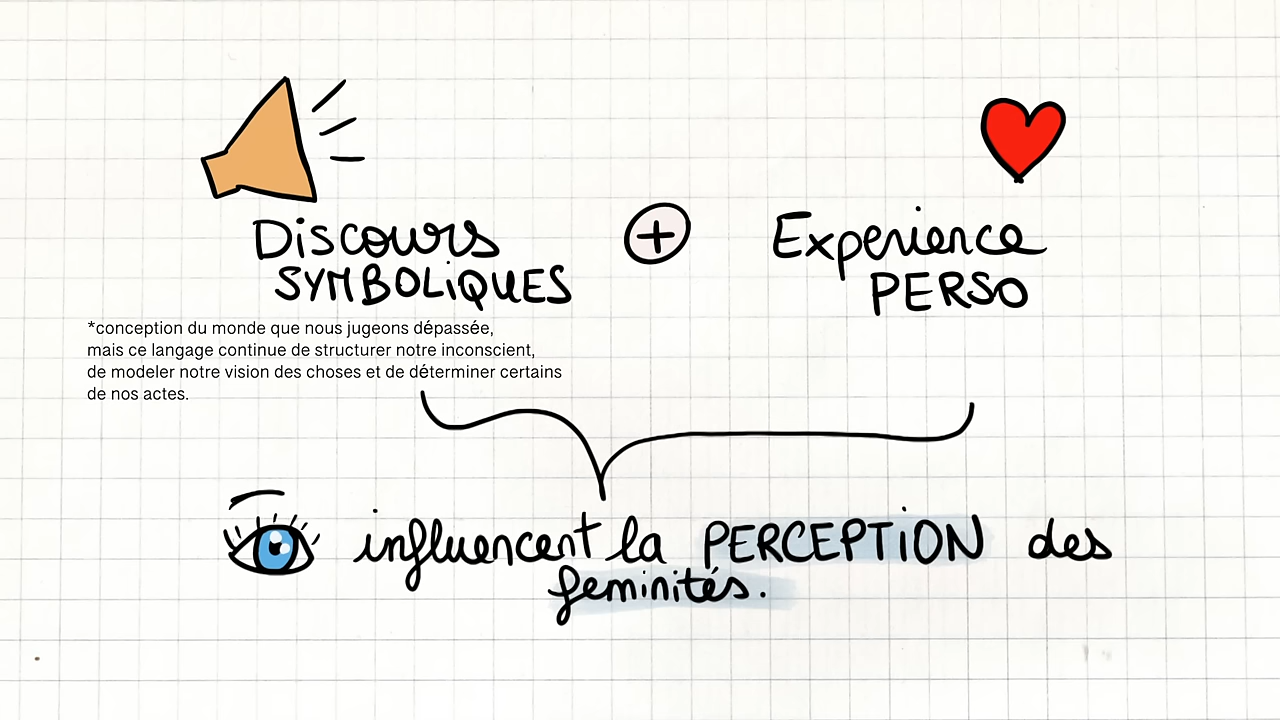 Discours
SYMBOLiQUES
+
Experience
PERSO
*conception du monde que nous jugeons dépassée,
mais ce langage continue de structurer notre inconscient,
de modeler notre vision des choses et de déterminer certains
de nos actes.
influencent la PERCEPTiON des
feminités.